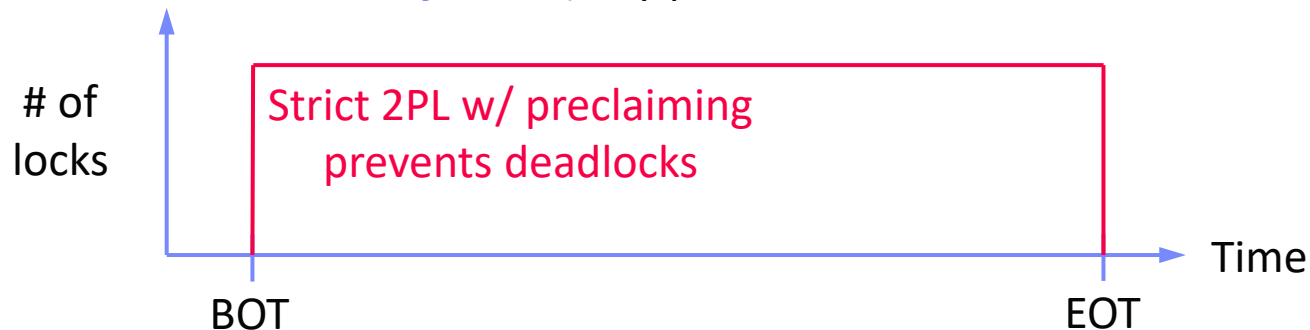 # of
locks
Strict 2PL w/ preclaiming
prevents deadlocks
Time
BOT
EOT